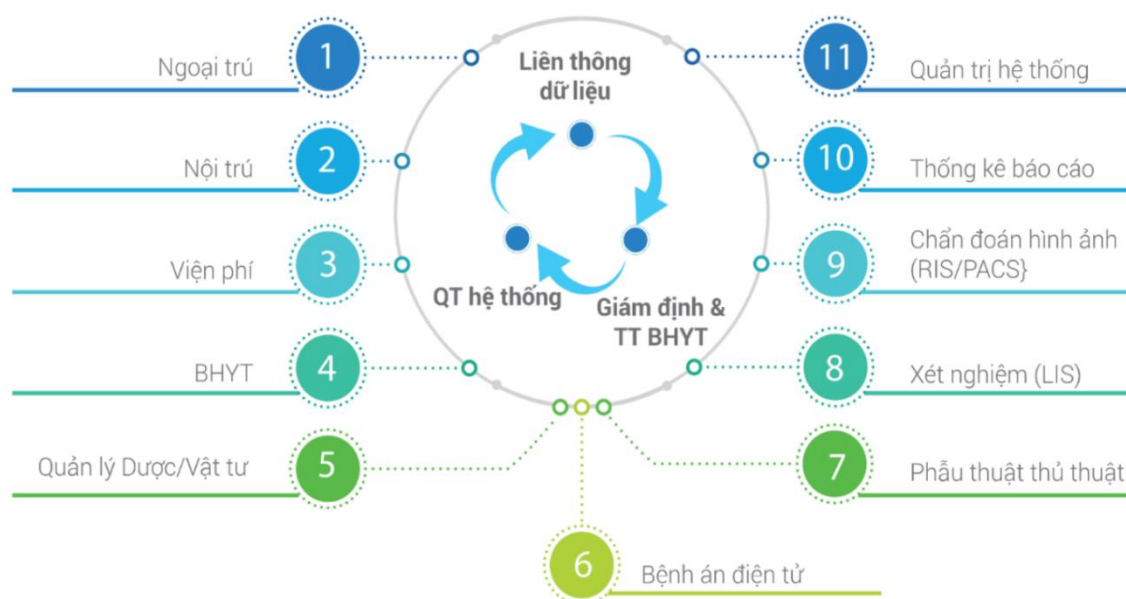 1
Ngoại trú
2
Nội trú
3
Viện phí
4
BHYT
5
Quản lý Dược/Vật tư
6
Bệnh án điện tử
7
Phẫu thuật thủ thuật
8
Xét nghiệm (LIS)
9
Chẩn đoán hình ảnh
(RIS/PACS}
10
Thống kê báo cáo
11
Quản trị hệ thống
Liên thông
dữ liệu
QT hệ thống
Giám định &
TT BHYT